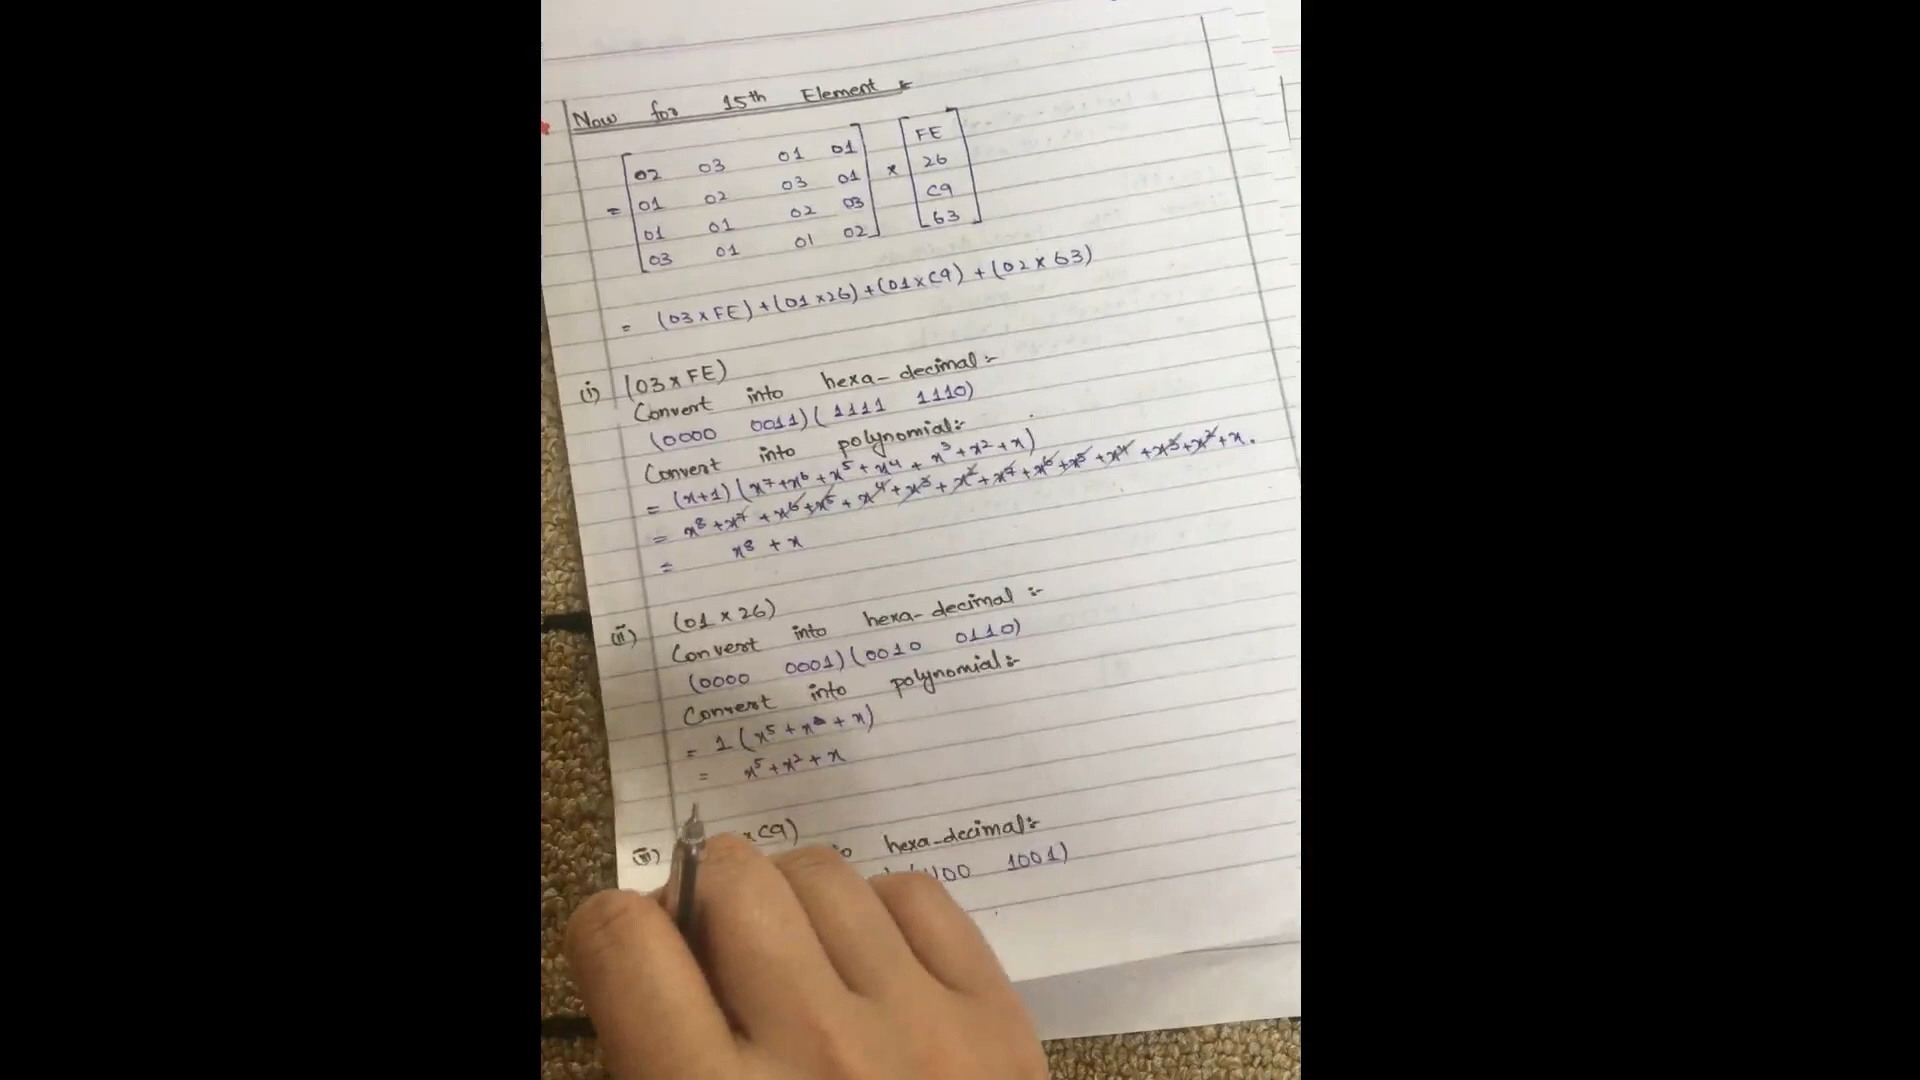 Now for 15th Element :-
= [02 03 01 01] × [FE]
[01 02 03 01] [26]
[01 01 02 03] [C9]
[03 01 01 02] [63]
= (03×FE)+(01×26)+(01×C9)+(02×63)
(i) (03×FE)
Convert into hexa-decimal:-
(0000 0011)(1111 1110)
Convert into polynomial:-
= (x+1)(x⁷+x⁶+x⁵+x⁴+x³+x²+x)
= x⁸+x⁷+x⁶+x⁵+x⁴+x³+x²+x⁷+x⁶+x⁵+x⁴+x³+x²+x.
= x⁸+x
(ii) (01×26)
Convert into hexa-decimal :-
(0000 0001)(0010 0110)
Convert into polynomial:-
= 1(x⁵+x²+x)
= x⁵+x²+x
(iii) ×C9)
hexa-decimal:-
1001)